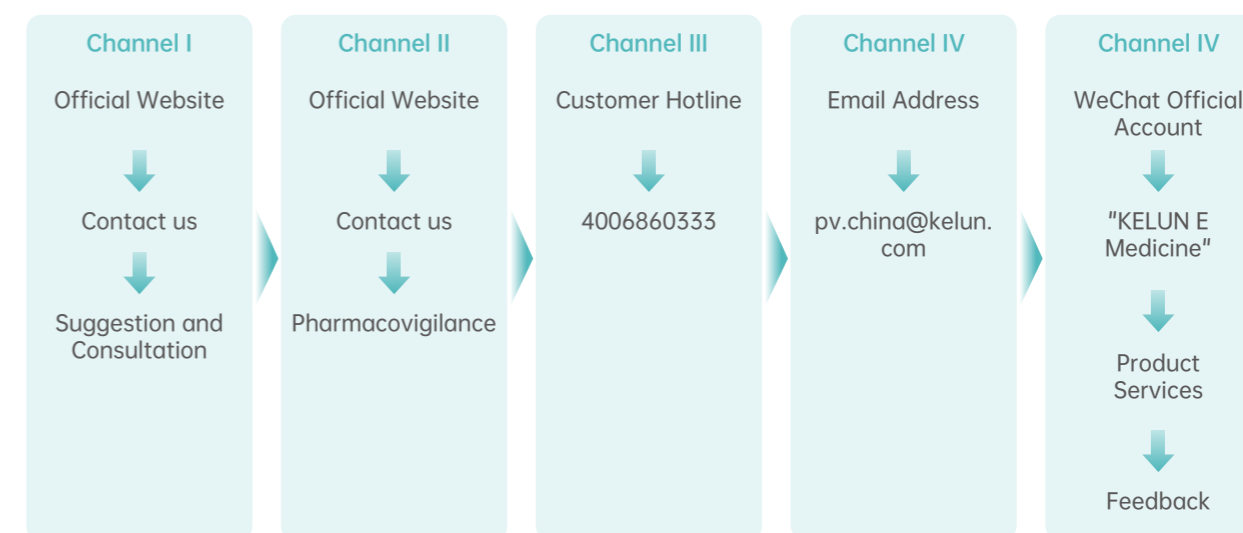 Channel I
Official Website
Contact us
Suggestion and
Consultation
Channel II
Official Website
Contact us
Pharmacovigilance
Channel III
Customer Hotline
4006860333
Channel IV
Email Address
pv.china@kelun.
com
Channel IV
WeChat Official
Account
"KELUN E
Medicine"
Product
Services
Feedback